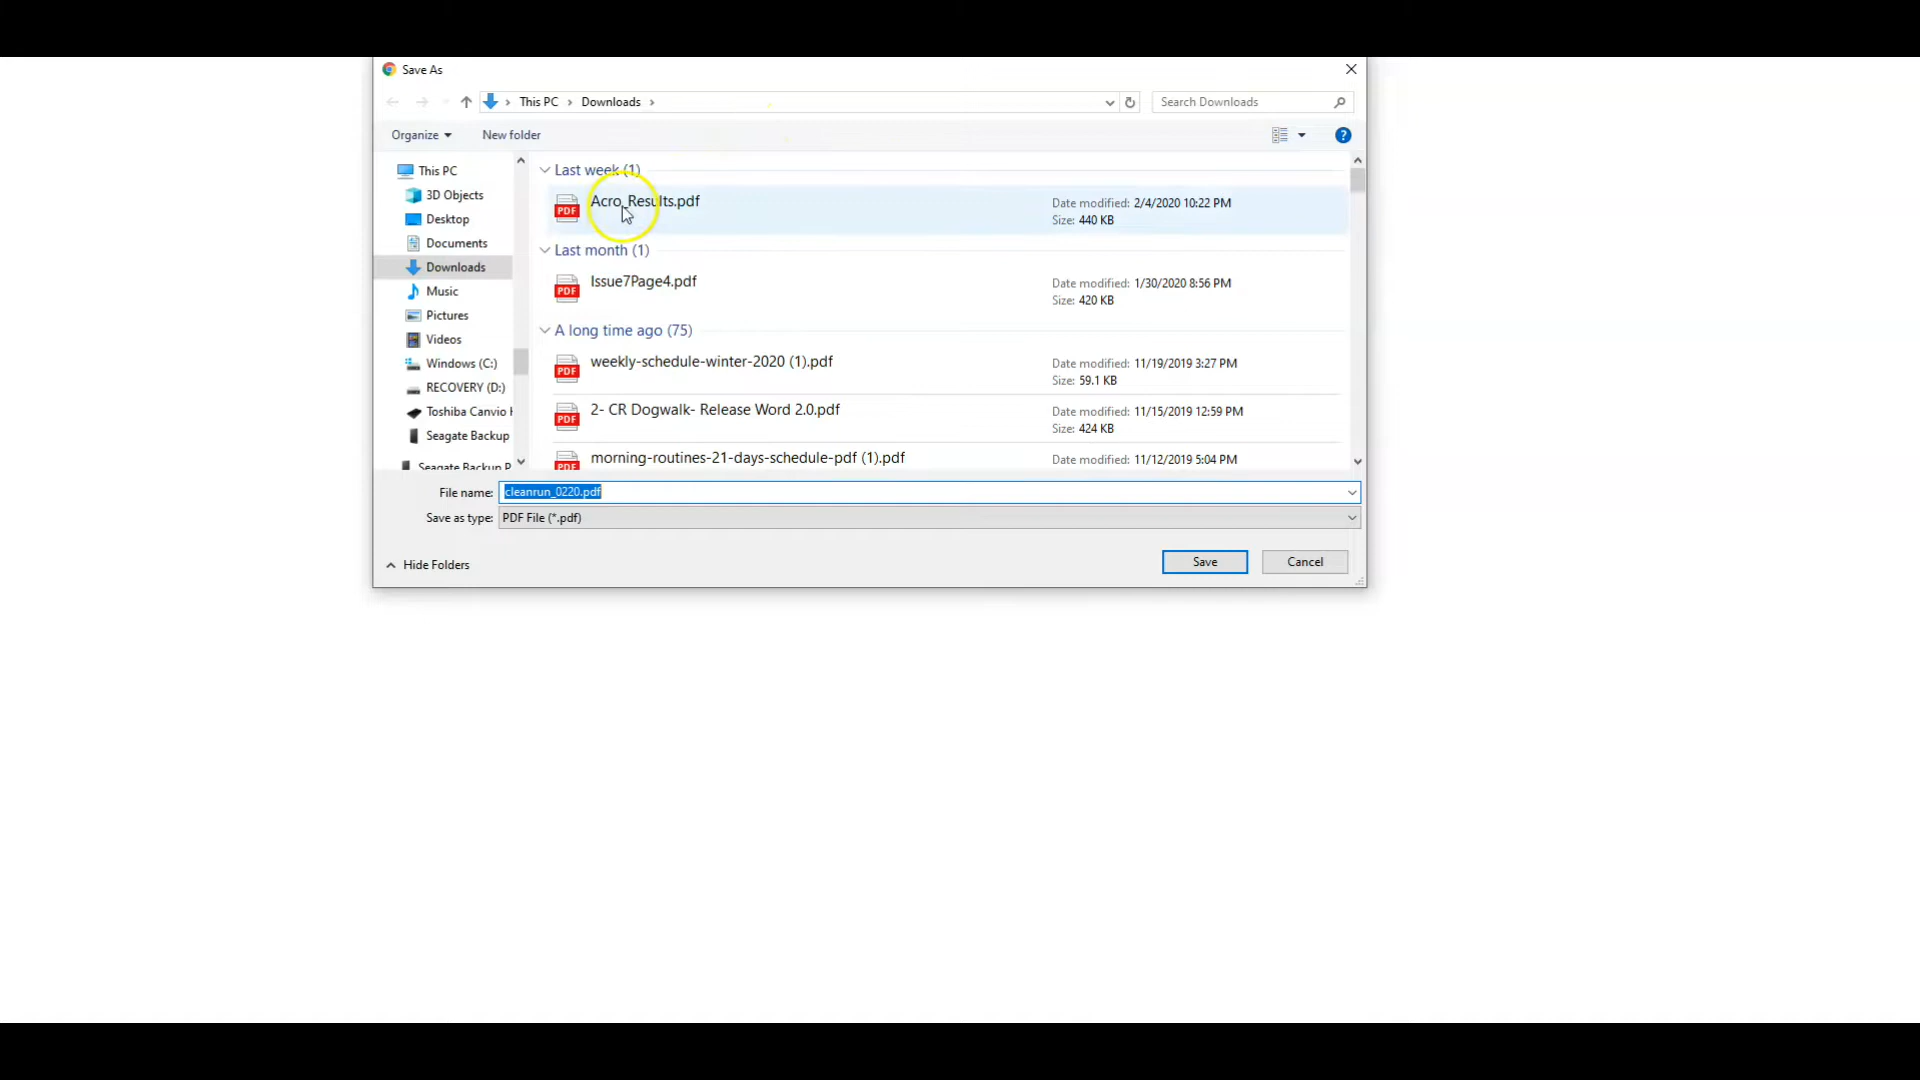 Save As
This PC > Downloads >
Search Downloads
Organize
New folder
This PC
3D Objects
Desktop
Documents
Downloads
Music
Pictures
Videos
Windows (C:)
RECOVERY (D:)
Toshiba Canvio
Seagate Backup
Seagate Backup P
Last week (1)
Acro_Results.pdf
Date modified: 2/4/2020 10:22 PM
Size: 440 KB
Last month (1)
Issue7Page4.pdf
Date modified: 1/30/2020 8:56 PM
Size: 420 KB
A long time ago (75)
weekly-schedule-winter-2020 (1).pdf
Date modified: 11/19/2019 3:27 PM
Size: 59.1 KB
2- CR Dogwalk- Release Word 2.0.pdf
Date modified: 11/15/2019 12:59 PM
Size: 424 KB
morning-routines-21-days-schedule-pdf (1).pdf
Date modified: 11/12/2019 5:04 PM
File name: cleanrun_0220.pdf
Save as type: PDF File (*.pdf)
Hide Folders
Save
Cancel